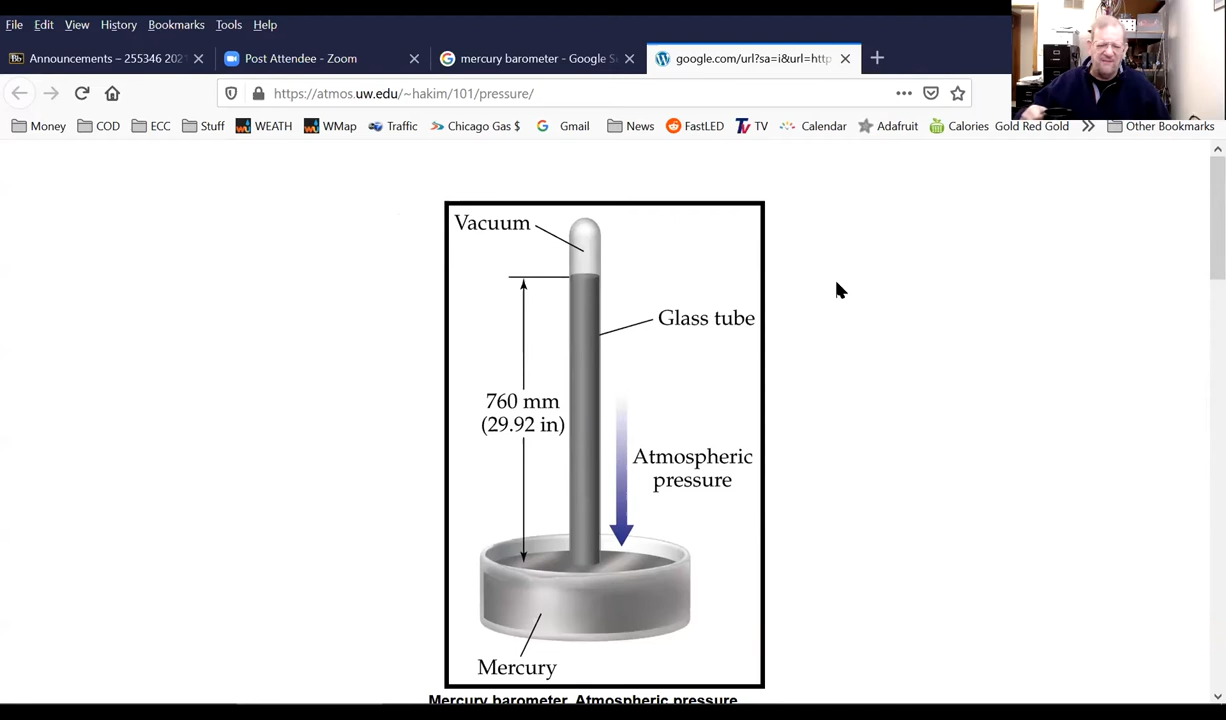 File Edit View History Bookmarks Tools Help
Bb Announcements – 255346 202 Post Attendee - Zoom mercury barometer - Google S google.com/url?sa=i&url=http
https://atmos.uw.edu/~hakim/101/pressure/
Money COD ECC Stuff WEATH WMap Traffic Chicago Gas $ Gmail News FastLED TV Calendar Adafruit Calories Gold Red Gold Other Bookmarks
Vacuum
Glass tube
760 mm
(29.92 in)
Atmospheric
pressure
Mercury
Mercury barometer. Atmospheric pressure